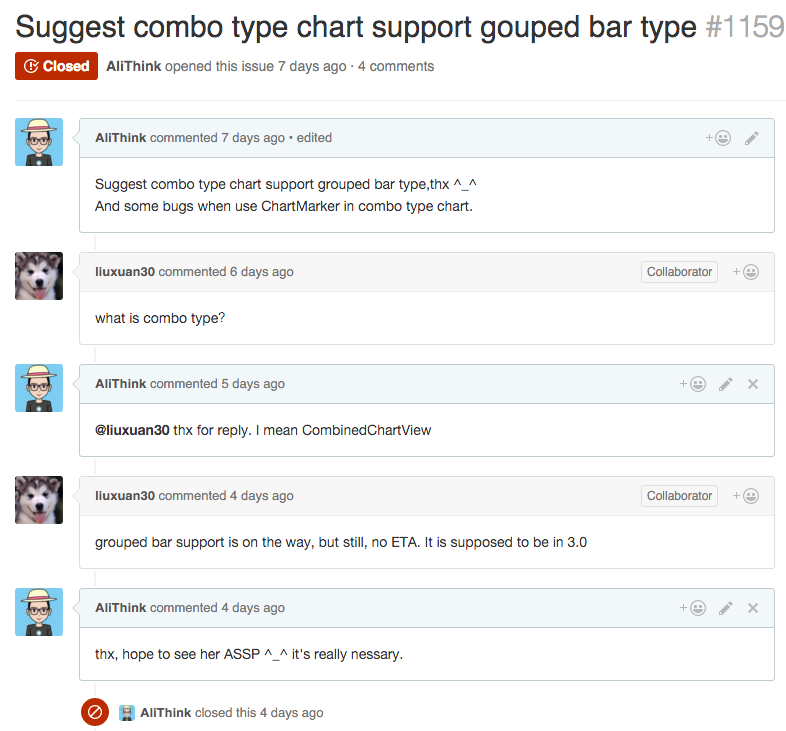 Suggest combo type chart support gouped bar type #1159
Closed AliThink opened this issue 7 days ago · 4 comments
AliThink commented 7 days ago • edited
Suggest combo type chart support grouped bar type,thx ^_^
And some bugs when use ChartMarker in combo type chart.
liuxuan30 commented 6 days ago Collaborator
what is combo type?
AliThink commented 5 days ago
@liuxuan30 thx for reply. I mean CombinedChartView
liuxuan30 commented 4 days ago Collaborator
grouped bar support is on the way, but still, no ETA. It is supposed to be in 3.0
AliThink commented 4 days ago
thx, hope to see her ASSP ^_^ it's really nessary.
AliThink closed this 4 days ago